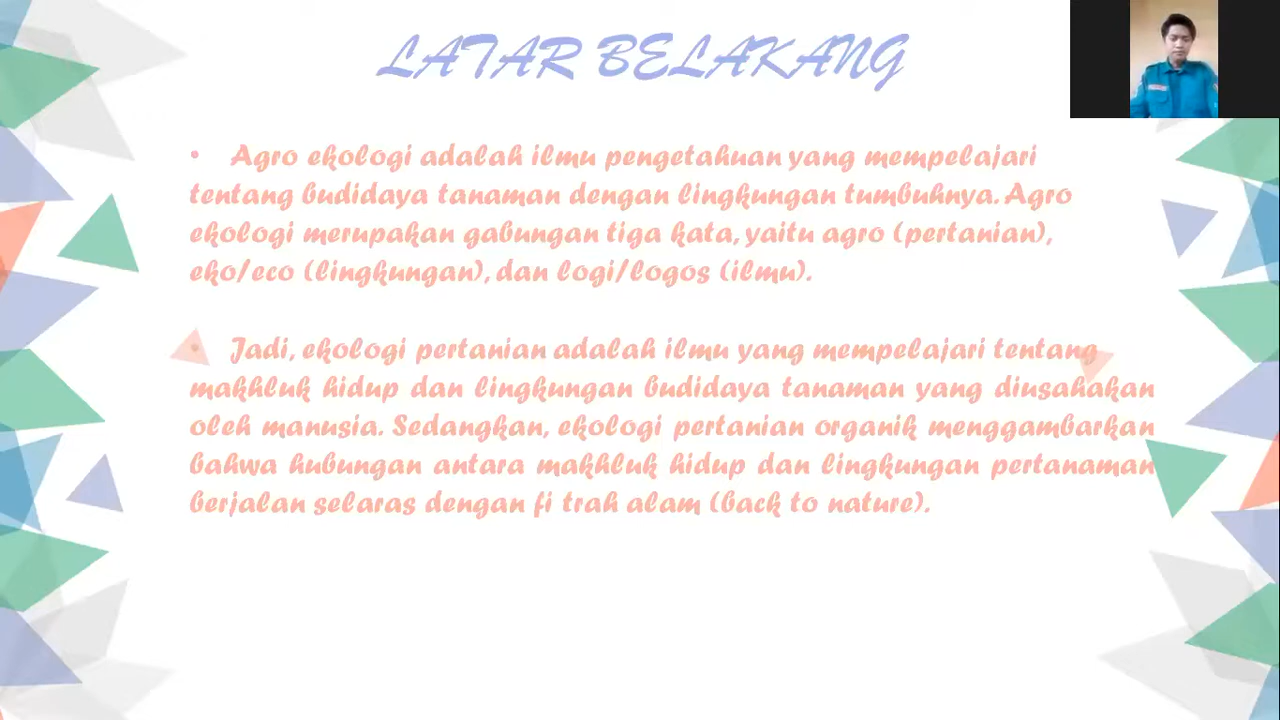 LATAR BELAKANG
• Agro ekologi adalah ilmu pengetahuan yang mempelajari
tentang budidaya tanaman dengan lingkungan tumbuhnya. Agro
ekologi merupakan gabungan tiga kata, yaitu agro (pertanian),
eko/eco (lingkungan), dan logi/logos (ilmu).
• Jadi, ekologi pertanian adalah ilmu yang mempelajari tentang
makhluk hidup dan lingkungan budidaya tanaman yang diusahakan
oleh manusia. Sedangkan, ekologi pertanian organik menggambarkan
bahwa hubungan antara makhluk hidup dan lingkungan pertanaman
berjalan selaras dengan fi trah alam (back to nature).